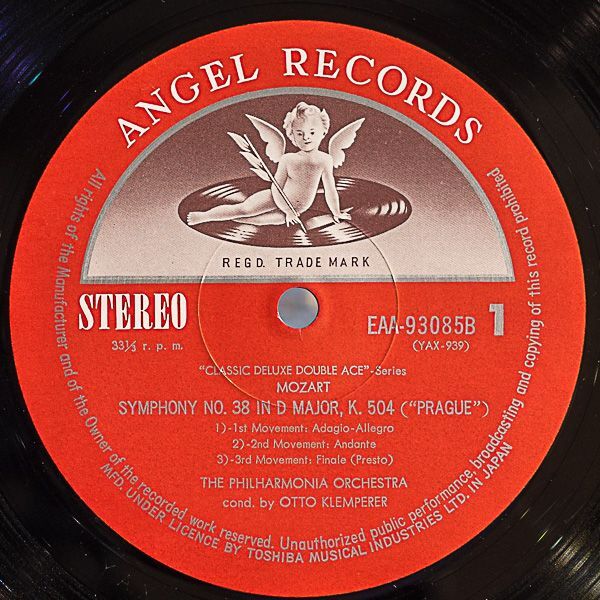 ANGEL RECORDS
REGD. TRADE MARK
STEREO
33⅓ r. p. m.
EAA-93085B 1
(YAX-939)
"CLASSIC DELUXE DOUBLE ACE"-Series
MOZART
SYMPHONY NO. 38 IN D MAJOR, K. 504 ("PRAGUE")
1)-1st Movement: Adagio-Allegro
2)-2nd Movement: Andante
3)-3rd Movement: Finale (Presto)
THE PHILHARMONIA ORCHESTRA
cond. by OTTO KLEMPERER
All rights of the Manufacturer and of the Owner of the recorded work reserved. Unauthorized public performance, broadcasting and copying of this record prohibited
MFD. UNDER LICENCE BY TOSHIBA MUSICAL INDUSTRIES LTD. IN JAPAN